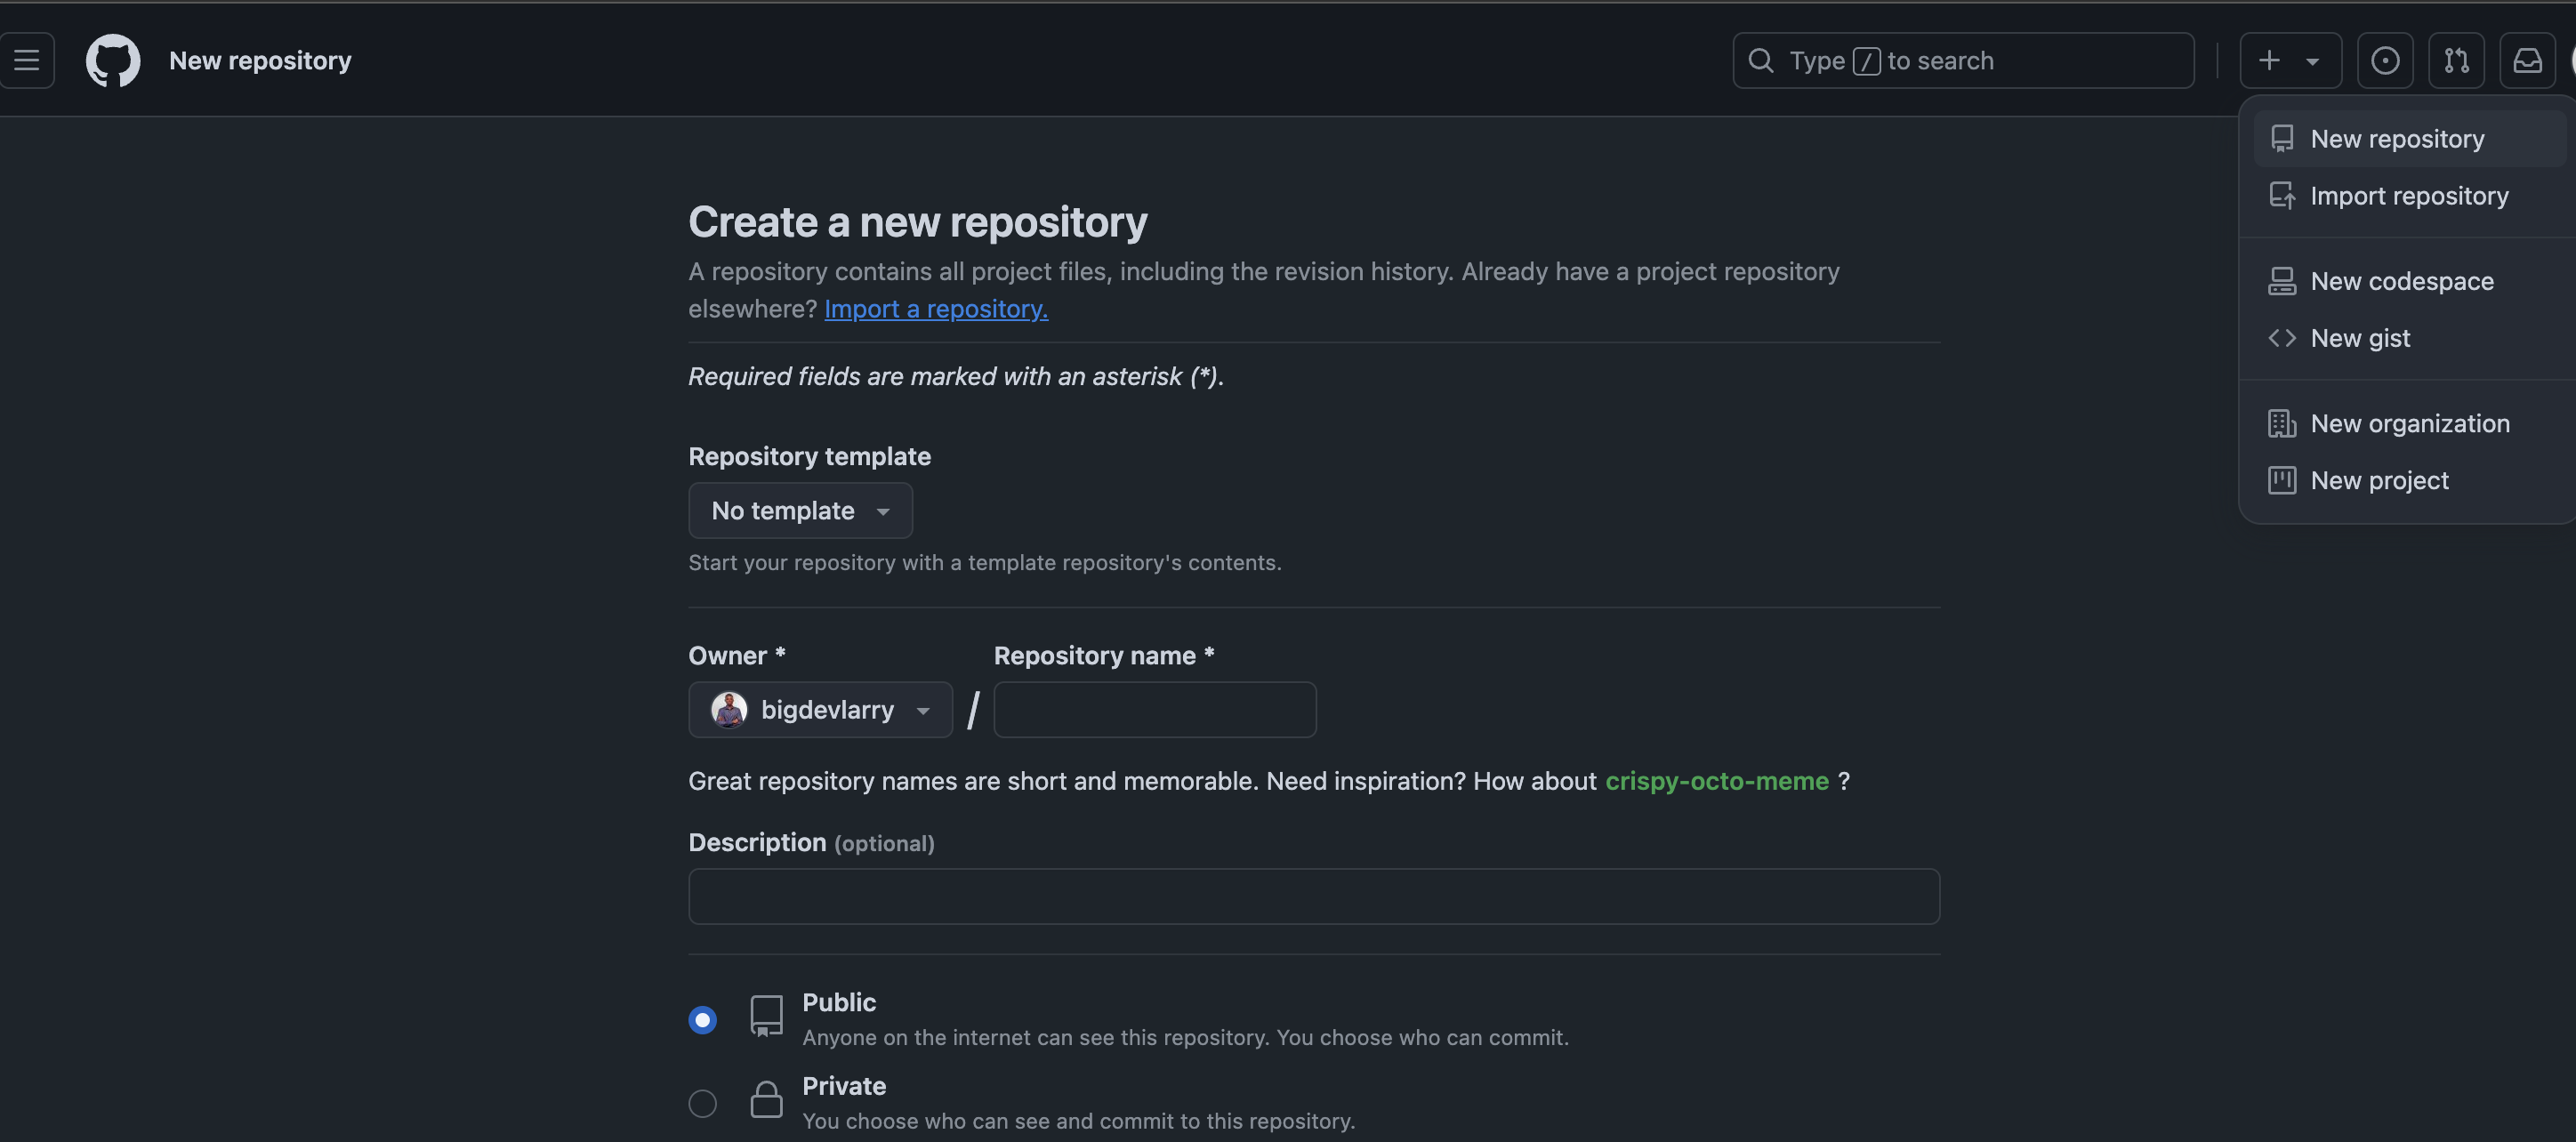 New repository
Type / to search
New repository
Import repository
New codespace
New gist
New organization
New project
Create a new repository
A repository contains all project files, including the revision history. Already have a project repository
elsewhere? Import a repository.
Required fields are marked with an asterisk (*).
Repository template
No template
Start your repository with a template repository's contents.
Owner * Repository name *
bigdevlarry /
Great repository names are short and memorable. Need inspiration? How about crispy-octo-meme ?
Description (optional)
Public
Anyone on the internet can see this repository. You choose who can commit.
Private
You choose who can see and commit to this repository.